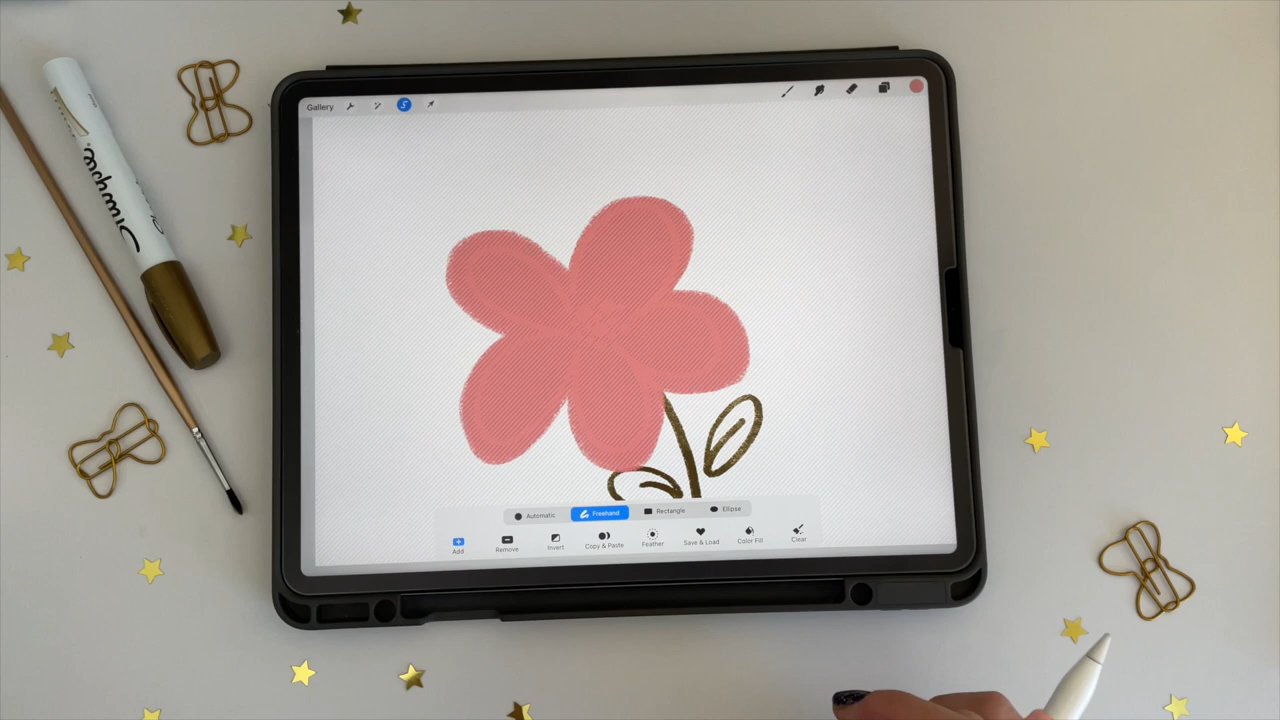 Gallery
S
Automatic Freehand Rectangle Ellipse
Add Remove Invert Copy & Paste Feather Save & Load Color Fill Clear